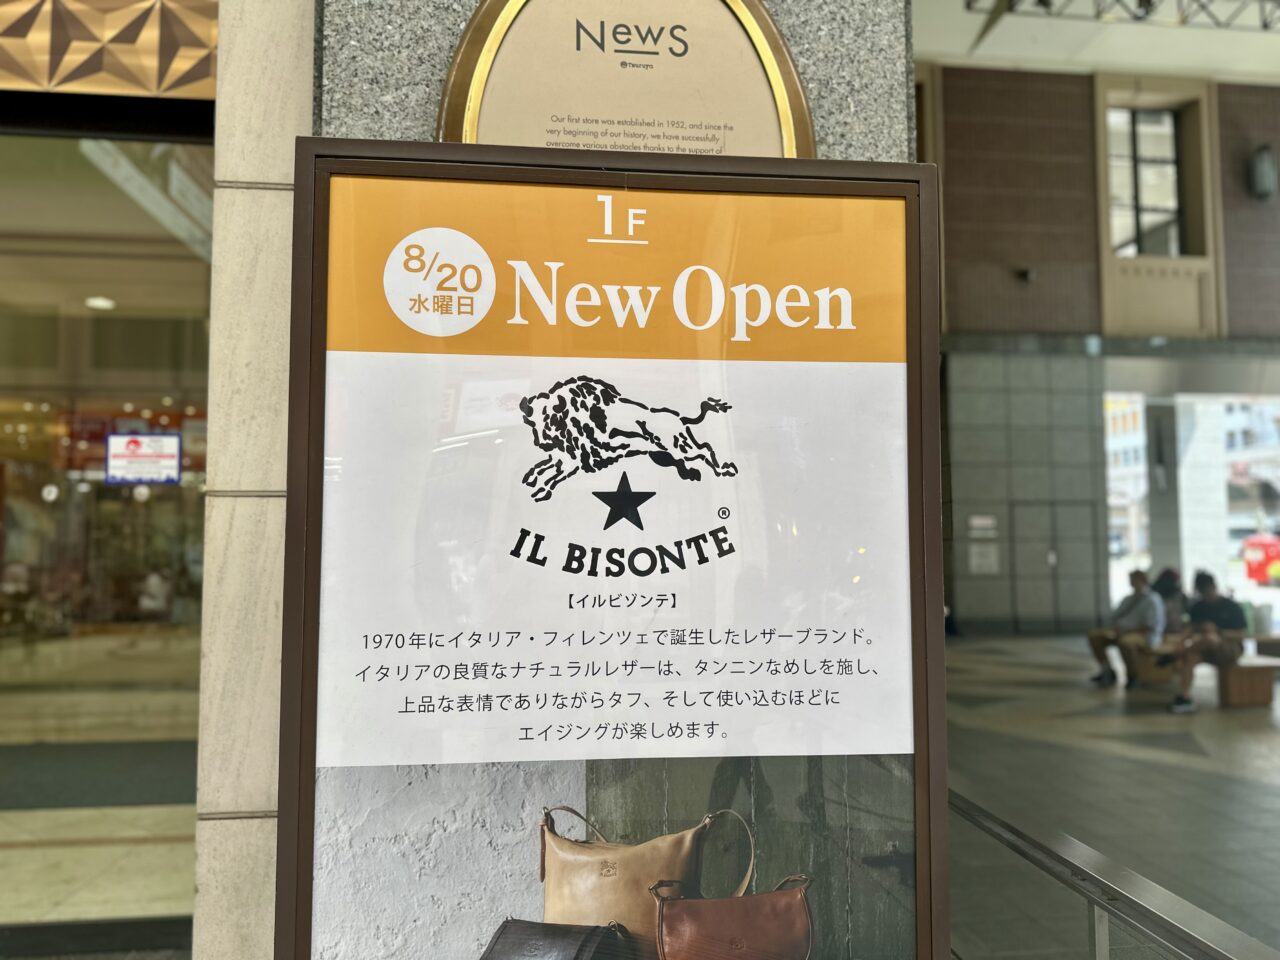 News
Tsuruya
Our first store was established in 1952, and since the
very beginning of our history, we have successfully
overcome various obstacles thanks to the support of
1F
8/20
水曜日
New Open
IL BISONTE®
【イルビゾンテ】
1970年にイタリア・フィレンツェで誕生したレザーブランド。
イタリアの良質なナチュラルレザーは、タンニンなめしを施し、
上品な表情でありながらタフ、そして使い込むほどに
エイジングが楽しめます。